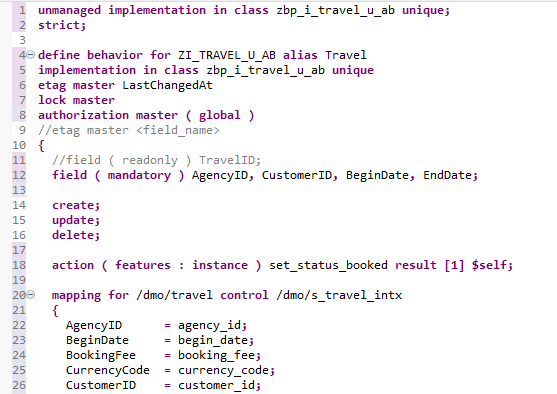 1 unmanaged implementation in class zbp_i_travel_u_ab unique;
2 strict;
3
4 define behavior for ZI_TRAVEL_U_AB alias Travel
5 implementation in class zbp_i_travel_u_ab unique
6 etag master LastChangedAt
7 lock master
8 authorization master ( global )
9 //etag master <field_name>
10 {
11 //field ( readonly ) TravelID;
12 field ( mandatory ) AgencyID, CustomerID, BeginDate, EndDate;
13
14 create;
15 update;
16 delete;
17
18 action ( features : instance ) set_status_booked result [1] $self;
19
20 mapping for /dmo/travel control /dmo/s_travel_intx
21 {
22 AgencyID = agency_id;
23 BeginDate = begin_date;
24 BookingFee = booking_fee;
25 CurrencyCode = currency_code;
26 CustomerID = customer_id;